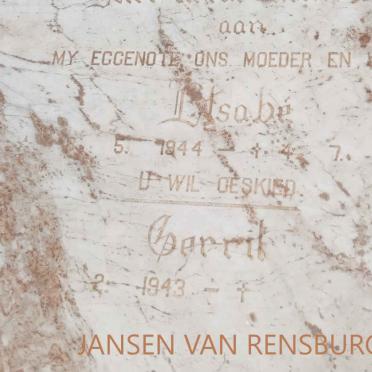 aan
MY EGGENOTE ONS MOEDER EN
Elsabe
5. 1944 — † 4. 7.
U WIL GESKIED.
Gerrit
2. 1943 — †
JANSEN VAN RENSBURG